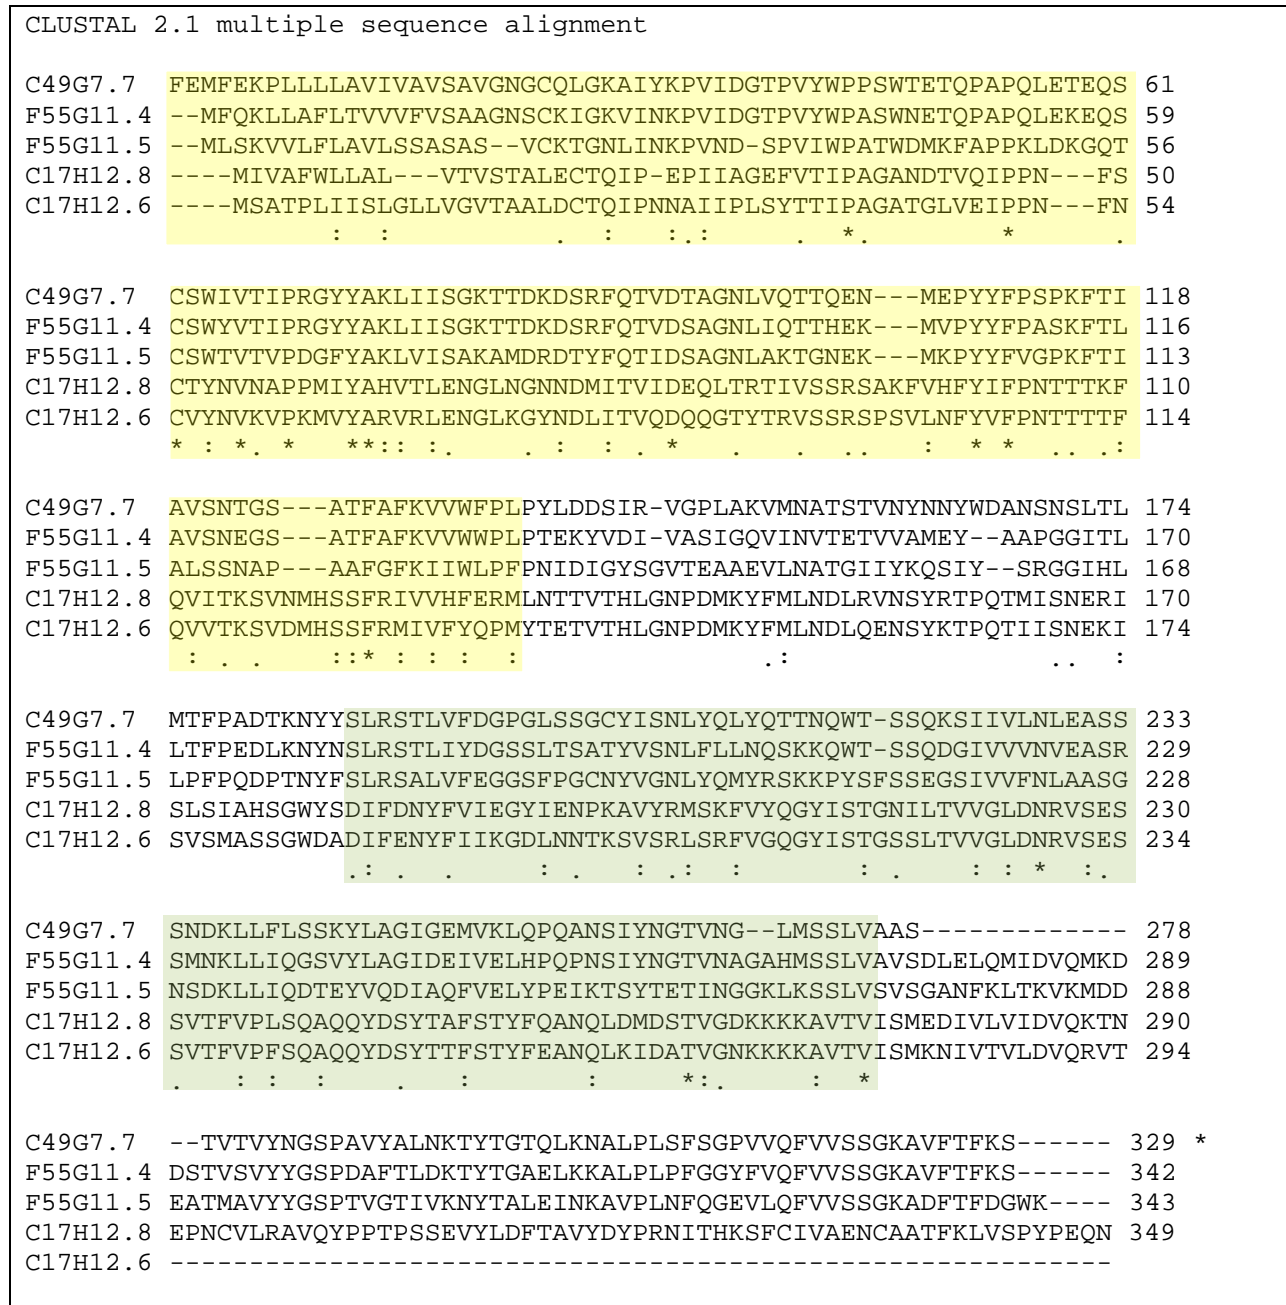 CLUSTAL 2.1 multiple sequence alignment
C49G7.7 FEMFEKPLLLLAVIVAVSAVGNGCQLGKAIYKPVIDGTPVYWPPSWTETQPAPQLETEQS 61
F55G11.4 --MFQKLLAFLTVVVFVSAAGNSCKIGKVINKPVIDGTPVYWPASWNETQPAPQLEKEQS 59
F55G11.5 --MLSKVVLFLAVLSSASAS--VCKTGNLINKPVND-SPVIWPATWDMKFAPPKLDKGQT 56
C17H12.8 ----MIVAFWLLAL---VTVSTALECTQIP-EPIIAGEFVTIPAGANDTVQIPPN---FS 50
C17H12.6 ----MSATPLIISLGLLVGVTAALDCTQIPNNAIIPLSYTTIPAGATGLVEIPPN---FN 54
: : . : :.: . *. * .
C49G7.7 CSWIVTIPRGYYAKLIISGKTTDKDSRFQTVDTAGNLVQTTQEN---MEPYYFPSPKFTI 118
F55G11.4 CSWYVTIPRGYYAKLIISGKTTDKDSRFQTVDSAGNLIQTTHEK---MVPYYFPASKFTL 116
F55G11.5 CSWTVTVPDGFYAKLVISAKAMDRDTYFQTIDSAGNLAKTGNEK---MKPYYFVGPKFTI 113
C17H12.8 CTYNVNAPPMIYAHVTLENGLNGNNDMITVIDEQLTRTIVSSRSAKFVHFYIFPNTTTKF 110
C17H12.6 CVYNVKVPKMVYARVRLENGLKGYNDLITVQDQQGTYTRVSSRSPSVLNFYVFPNTTTTF 114
* : *. * **:: :. . : : . * . . .. : * * .. .:
C49G7.7 AVSNTGS---ATFAFKVVWFPLPYLDDSIR-VGPLAKVMNATSTVNYNNYWDANSNSLTL 174
F55G11.4 AVSNEGS---ATFAFKVVWWPLPTEKYVDI-VASIGQVINVTETVVAMEY--AAPGGITL 170
F55G11.5 ALSSNAP---AAFGFKIIWLPFPNIDIGYSGVTEAAEVLNATGIIYKQSIY--SRGGIHL 168
C17H12.8 QVITKSVNMHSSFRIVVHFERMLNTTVTHLGNPDMKYFMLNDLRVNSYRTPQTMISNERI 170
C17H12.6 QVVTKSVDMHSSFRMIVFYQPMYTETVTHLGNPDMKYFMLNDLQENSYKTPQTIISNEKI 174
: . . ::* : : : : .: .. :
C49G7.7 MTFPADTKNYYSLRSTLVFDGPGLSSGCYISNLYQLYQTTNQWT-SSQKSIIVLNLEASS 233
F55G11.4 LTFPEDLKNYNSLRSTLIYDGSSLTSATYVSNLFLLNQSKKQWT-SSQDGIVVVNVEASR 229
F55G11.5 LPFPQDPTNYFSLRSALVFEGGSFPGCNYVGNLYQMYRSKKPYSFSSEGSIVVFNLAASG 228
C17H12.8 SLSIAHSGWYSDIFDNYFVIEGYIENPKAVYRMSKFVYQGYISTGNILTVVGLDNRVSES 230
C17H12.6 SVSMASSGWDADIFENYFIIKGDLNNTKSVSRLSRFVGQGYISTGSSLTVVGLDNRVSES 234
.: . . : . : .: : : . : : * :.
C49G7.7 SNDKLLFLSSKYLAGIGEMVKLQPQANSIYNGTVNG--LMSSLVAAS------------- 278
F55G11.4 SMNKLLIQGSVYLAGIDEIVELHPQPNSIYNGTVNAGAHMSSLVAVSDLELQMIDVQMKD 289
F55G11.5 NSDKLLIQDTEYVQDIAQFVELYPEIKTSYTETINGGKLKSSLVSVSGANFKLTKVKMDD 288
C17H12.8 SVTFVPLSQAQQYDSYTAFSTYFQANQLDMDSTVGDKKKKAVTVISMEDIVLVIDVQKTN 290
C17H12.6 SVTFVPFSQAQQYDSYTTFSTYFEANQLKIDATVGNKKKKAVTVISMKNIVTVLDVQRVT 294
. : : : . : : *:. : *
C49G7.7 --TVTVYNGSPAVYALNKTYTGTQLKNALPLSFSGPVVQFVVSSGKAVFTFKS------ 329 *
F55G11.4 DSTVSVYYGSPDAFTLDKTYTGAELKKALPLPFGGYFVQFVVSSGKAVFTFKS------ 342
F55G11.5 EATMAVYYGSPTVGTIVKNYTALEINKAVPLNFQGEVLQFVVSSGKADFTFDGWK---- 343
C17H12.8 EPNCVLRAVQYPPTPSSEVYLDFTAVYDYPRNITHKSFCIVAENCAATFKLVSPYPEQN 349
C17H12.6 -----------------------------------------------------------